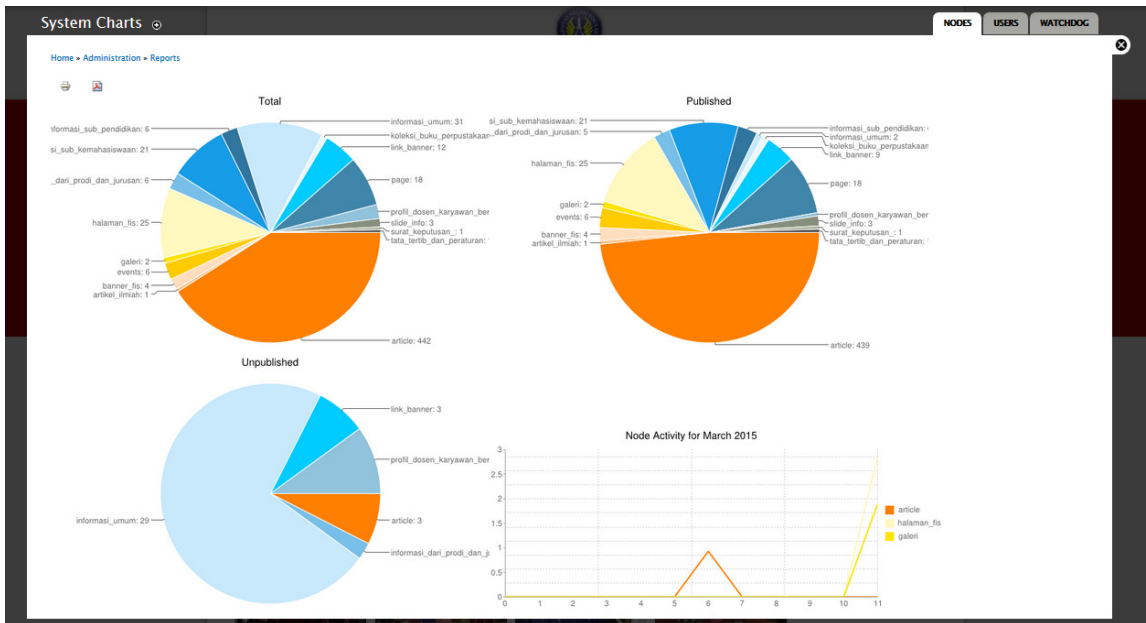 System Charts
NODES
USERS
WATCHDOG
Home » Administration » Reports
Total
informasi_umum: 31
koleksi_buku_perpustakaan
link_banner: 12
page: 18
profil_dosen_karyawan_ber
slide_info: 3
surat_keputusan_: 1
tata_tertib_dan_peraturan:
article: 442
nformasi_sub_pendidikan: 6
si_sub_kemahasiswaan: 21
_dari_prodi_dan_jurusan: 6
halaman_fis: 25
galeri: 2
events: 6
banner_fis: 4
artikel_ilmiah: 1
Published
si_sub_kemahasiswaan: 21
_dari_prodi_dan_jurusan: 5
halaman_fis: 25
galeri: 2
events: 6
banner_fis: 4
artikel_ilmiah: 1
informasi_sub_pendidikan:
informasi_umum: 2
koleksi_buku_perpustakaan
link_banner: 9
page: 18
profil_dosen_karyawan_ber
slide_info: 3
surat_keputusan_: 1
tata_tertib_dan_peraturan:
article: 439
Unpublished
link_banner: 3
profil_dosen_karyawan_ber
article: 3
informasi_dari_prodi_dan_ju
informasi_umum: 29
Node Activity for March 2015
3
2.5
2
1.5
1
0.5
0
0 1 2 3 4 5 6 7 8 9 10 11
article
halaman_fis
galeri